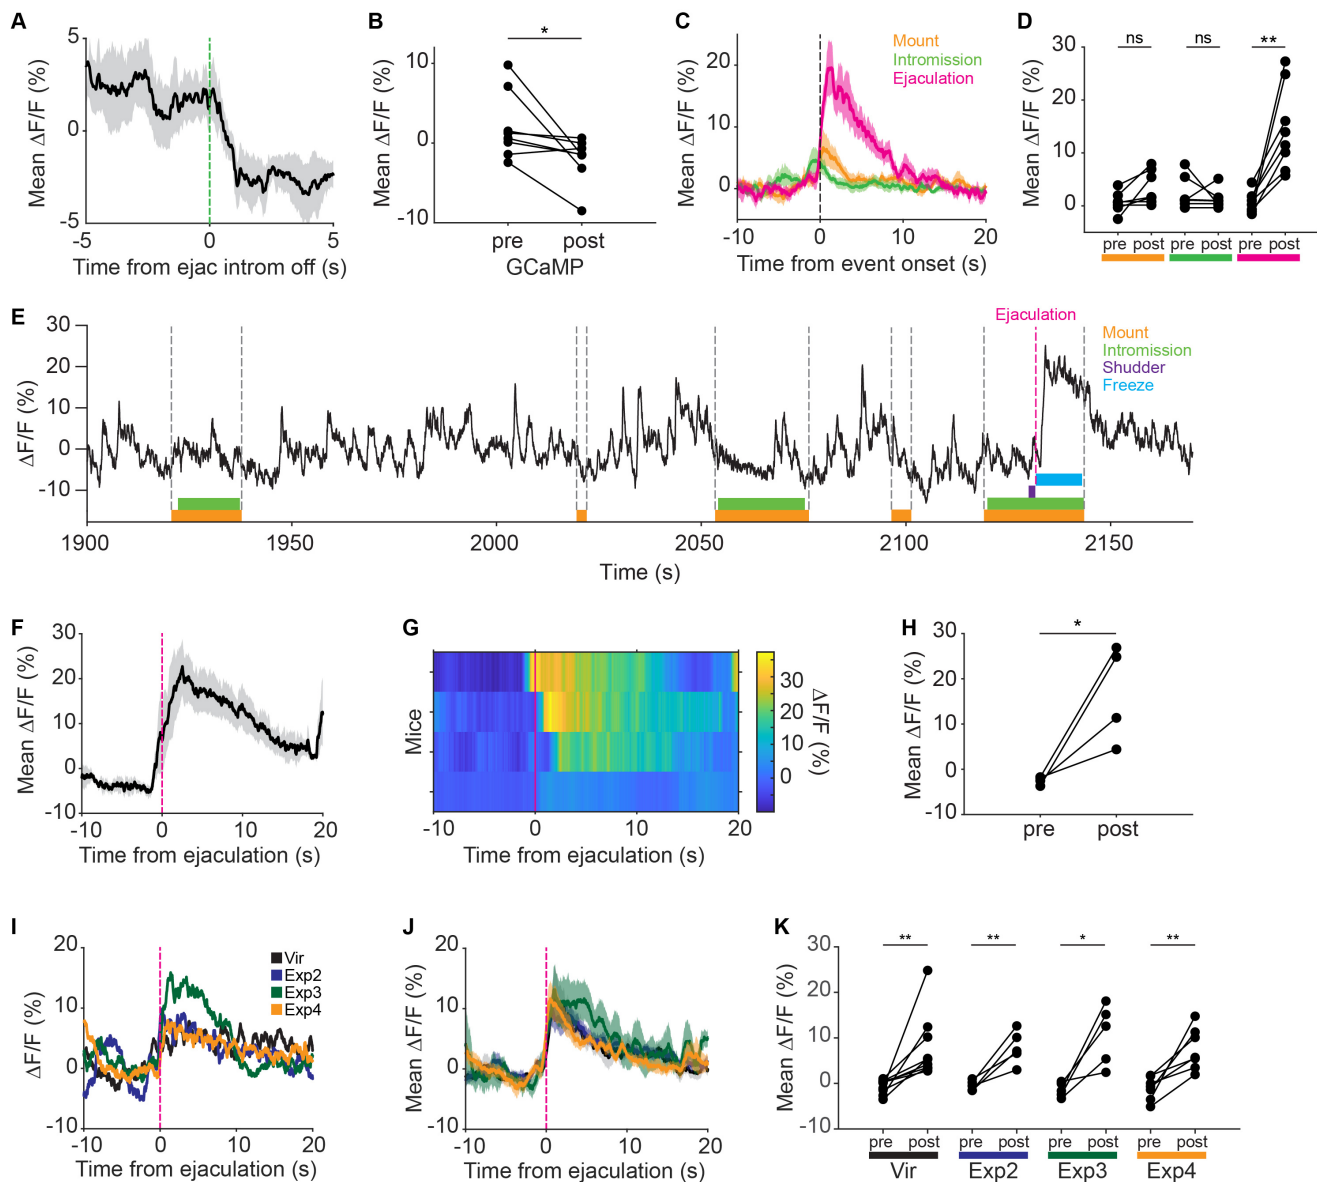 A
5
0
-5
Mean ΔF/F (%)
-5
0
5
Time from ejac introm off (s)
B
*
10
0
-10
Mean ΔF/F (%)
pre
post
GCaMP
C
Mount
Intromission
Ejaculation
20
10
0
Mean ΔF/F (%)
-10
0
10
20
Time from event onset (s)
D
ns
ns
**
30
20
10
0
Mean ΔF/F (%)
pre post
pre post
pre post
E
Ejaculation
Mount
Intromission
Shudder
Freeze
30
20
10
0
-10
ΔF/F (%)
1900
1950
2000
2050
2100
2150
Time (s)
F
30
20
10
0
-10
Mean ΔF/F (%)
-10
0
10
20
Time from ejaculation (s)
G
Mice
-10
0
10
20
Time from ejaculation (s)
30
20
10
0
ΔF/F (%)
H
*
30
20
10
0
-10
Mean ΔF/F (%)
pre
post
I
Vir
Exp2
Exp3
Exp4
20
10
0
-10
ΔF/F (%)
-10
0
10
20
Time from ejaculation (s)
J
20
10
0
-10
Mean ΔF/F (%)
-10
0
10
20
Time from ejaculation (s)
K
**
**
*
**
30
20
10
0
-10
Mean ΔF/F (%)
pre post
pre post
pre post
pre post
Vir
Exp2
Exp3
Exp4